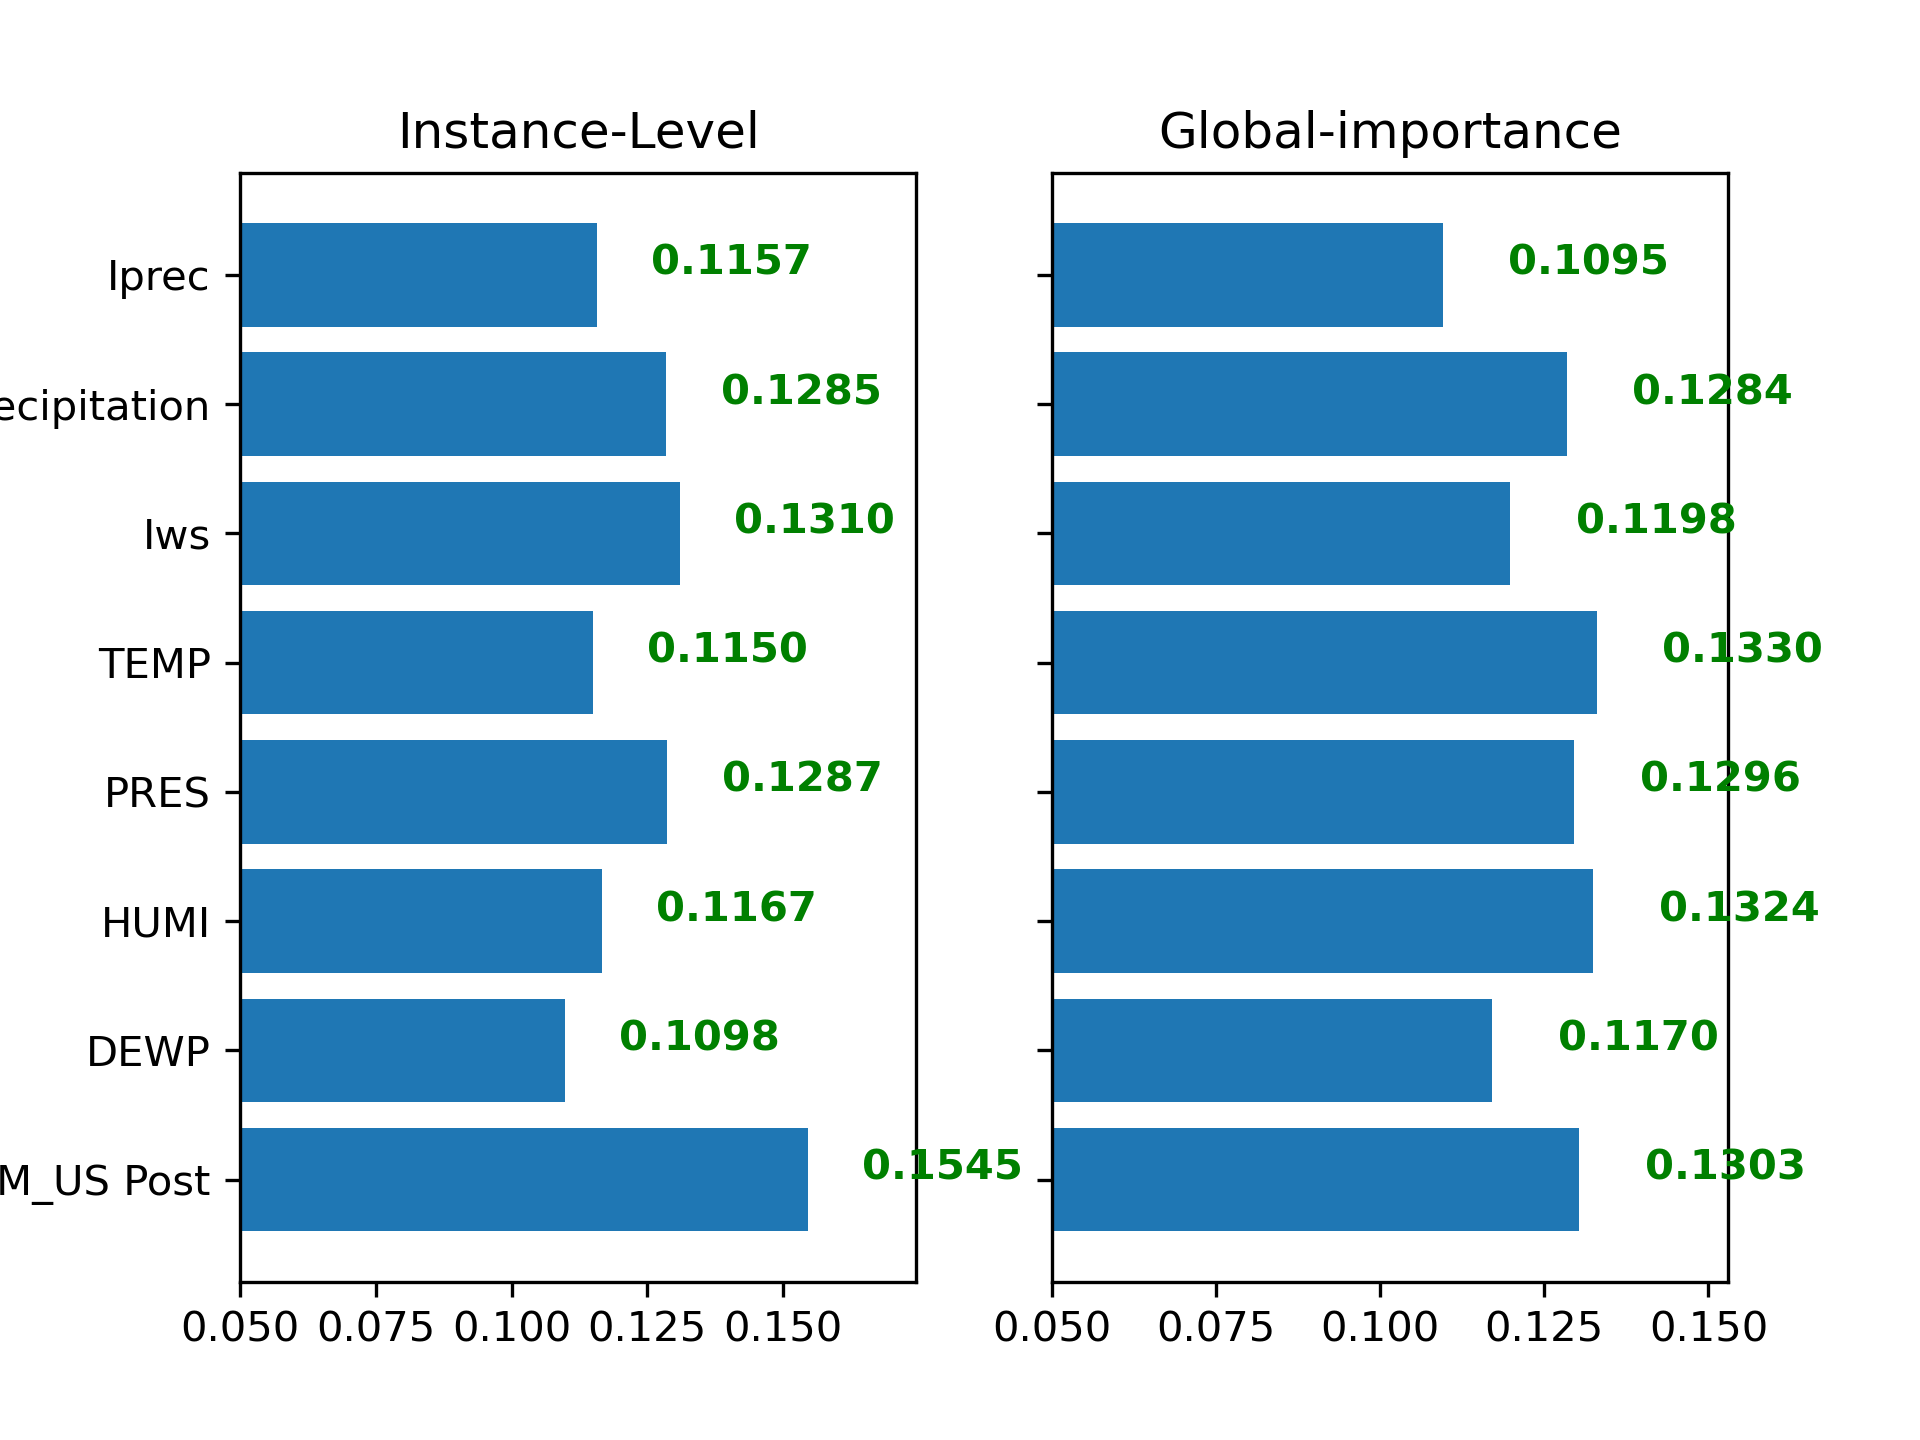 Instance-Level Global-importance
Iprec 0.1157 0.1095
ecipitation 0.1285 0.1284
Iws 0.1310 0.1198
TEMP 0.1150 0.1330
PRES 0.1287 0.1296
HUMI 0.1167 0.1324
DEWP 0.1098 0.1170
M_US Post 0.1545 0.1303
0.050 0.075 0.100 0.125 0.150 0.050 0.075 0.100 0.125 0.150